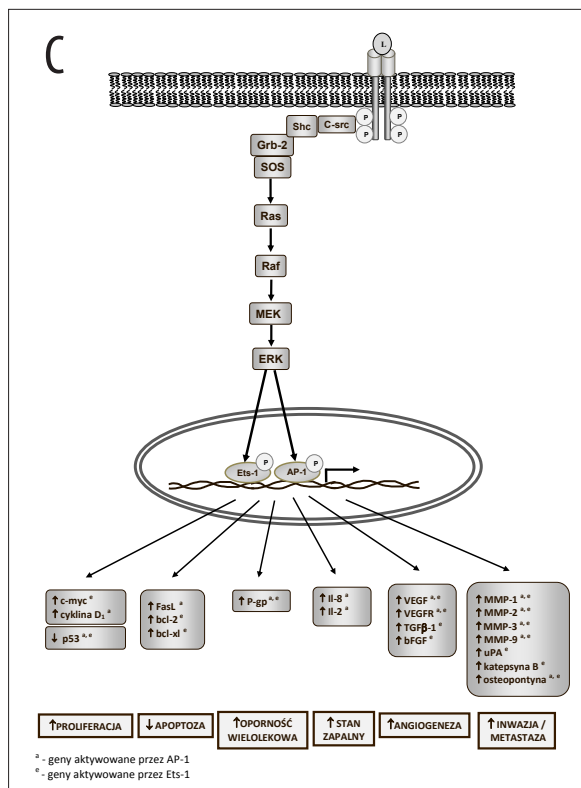 C
L
P P
P P
C-src
Shc
Grb-2
SOS
Ras
Raf
MEK
ERK
P P
Ets-1 AP-1
↑c-myc ᵉ
↑cyklina D₁ ᵃ
↓ p53 ᵃ, ᵉ
↑ FasL ᵃ
↑ bcl-2 ᵉ
↑ bcl-xl ᵉ
↑P-gp ᵃ, ᵉ
↑ Il-8 ᵃ
↑ Il-2 ᵃ
↑VEGF ᵃ, ᵉ
↑VEGFR ᵃ, ᵉ
↑TGFβ-1 ᵉ
↑bFGF ᵉ
↑MMP-1 ᵃ, ᵉ
↑MMP-2 ᵃ, ᵉ
↑MMP-3 ᵃ, ᵉ
↑MMP-9 ᵃ, ᵉ
↑uPA ᵉ
↑katepsyna B ᵉ
↑osteopontyna ᵃ, ᵉ
↑PROLIFERACJA
↓APOPTOZA
↑OPORNOŚĆ
WIELOLEKOWA
↑STAN
ZAPALNY
↑ANGIOGENEZA
↑INWAZJA /
METASTAZA
ᵃ - geny aktywowane przez AP-1
ᵉ - geny aktywowane przez Ets-1